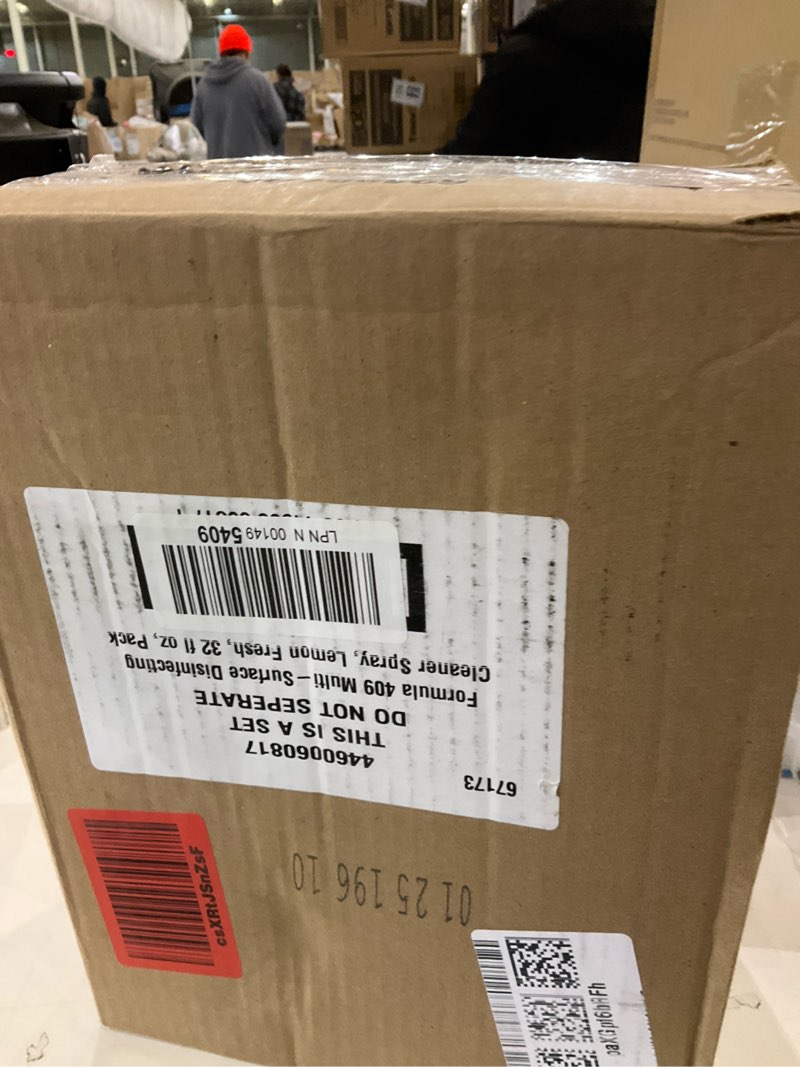 67173
4460060817
THIS IS A SET
DO NOT SEPERATE
Formula 409 Multi-Surface Disinfecting
Cleaner Spray, Lemon Fresh, 32 fl oz, Pack
LPN N 00149 5409
01 25 196 10
csXRtJSnZsF